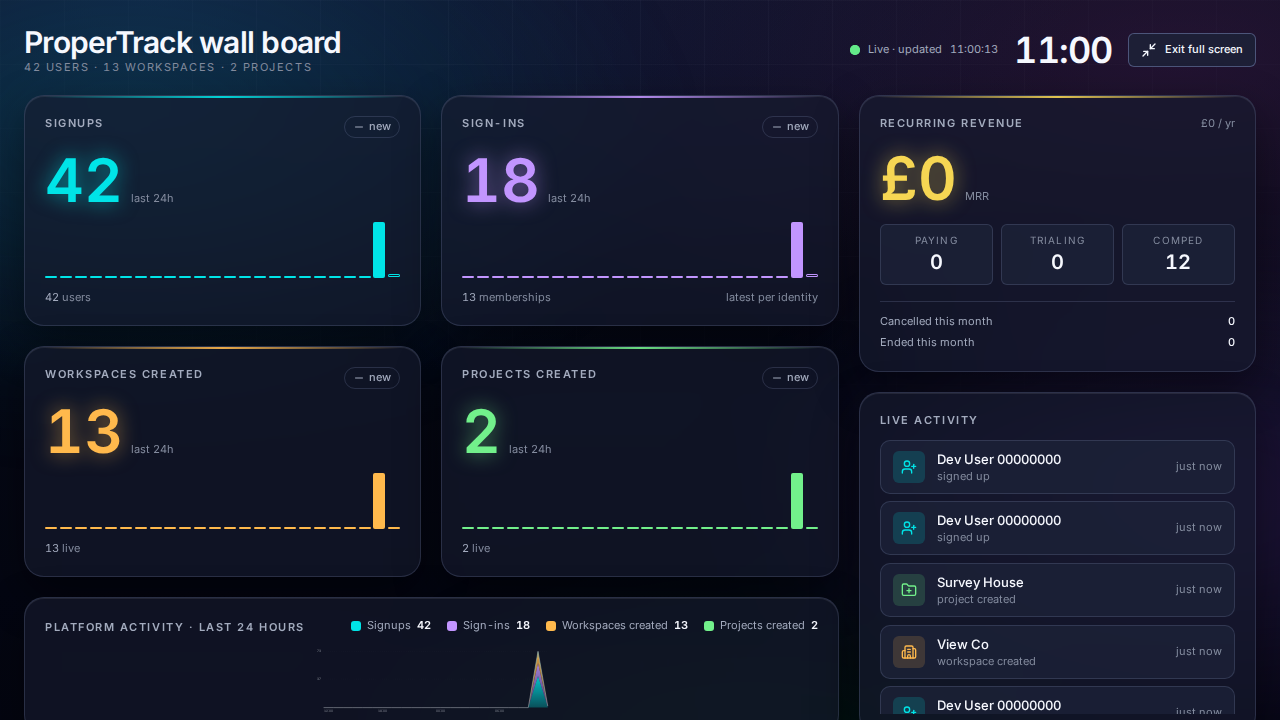 ProperTrack wall board
42 USERS · 13 WORKSPACES · 2 PROJECTS
Live · updated 11:00:13
11:00
Exit full screen
SIGNUPS
— new
42 last 24h
42 users
SIGN-INS
— new
18 last 24h
13 memberships
latest per identity
RECURRING REVENUE
£0 / yr
£0 MRR
PAYING
0
TRIALING
0
COMPED
12
Cancelled this month 0
Ended this month 0
WORKSPACES CREATED
— new
13 last 24h
13 live
PROJECTS CREATED
— new
2 last 24h
2 live
LIVE ACTIVITY
Dev User 00000000
signed up
just now
Dev User 00000000
signed up
just now
Survey House
project created
just now
View Co
workspace created
just now
Dev User 00000000
just now
PLATFORM ACTIVITY · LAST 24 HOURS
Signups 42
Sign-ins 18
Workspaces created 13
Projects created 2